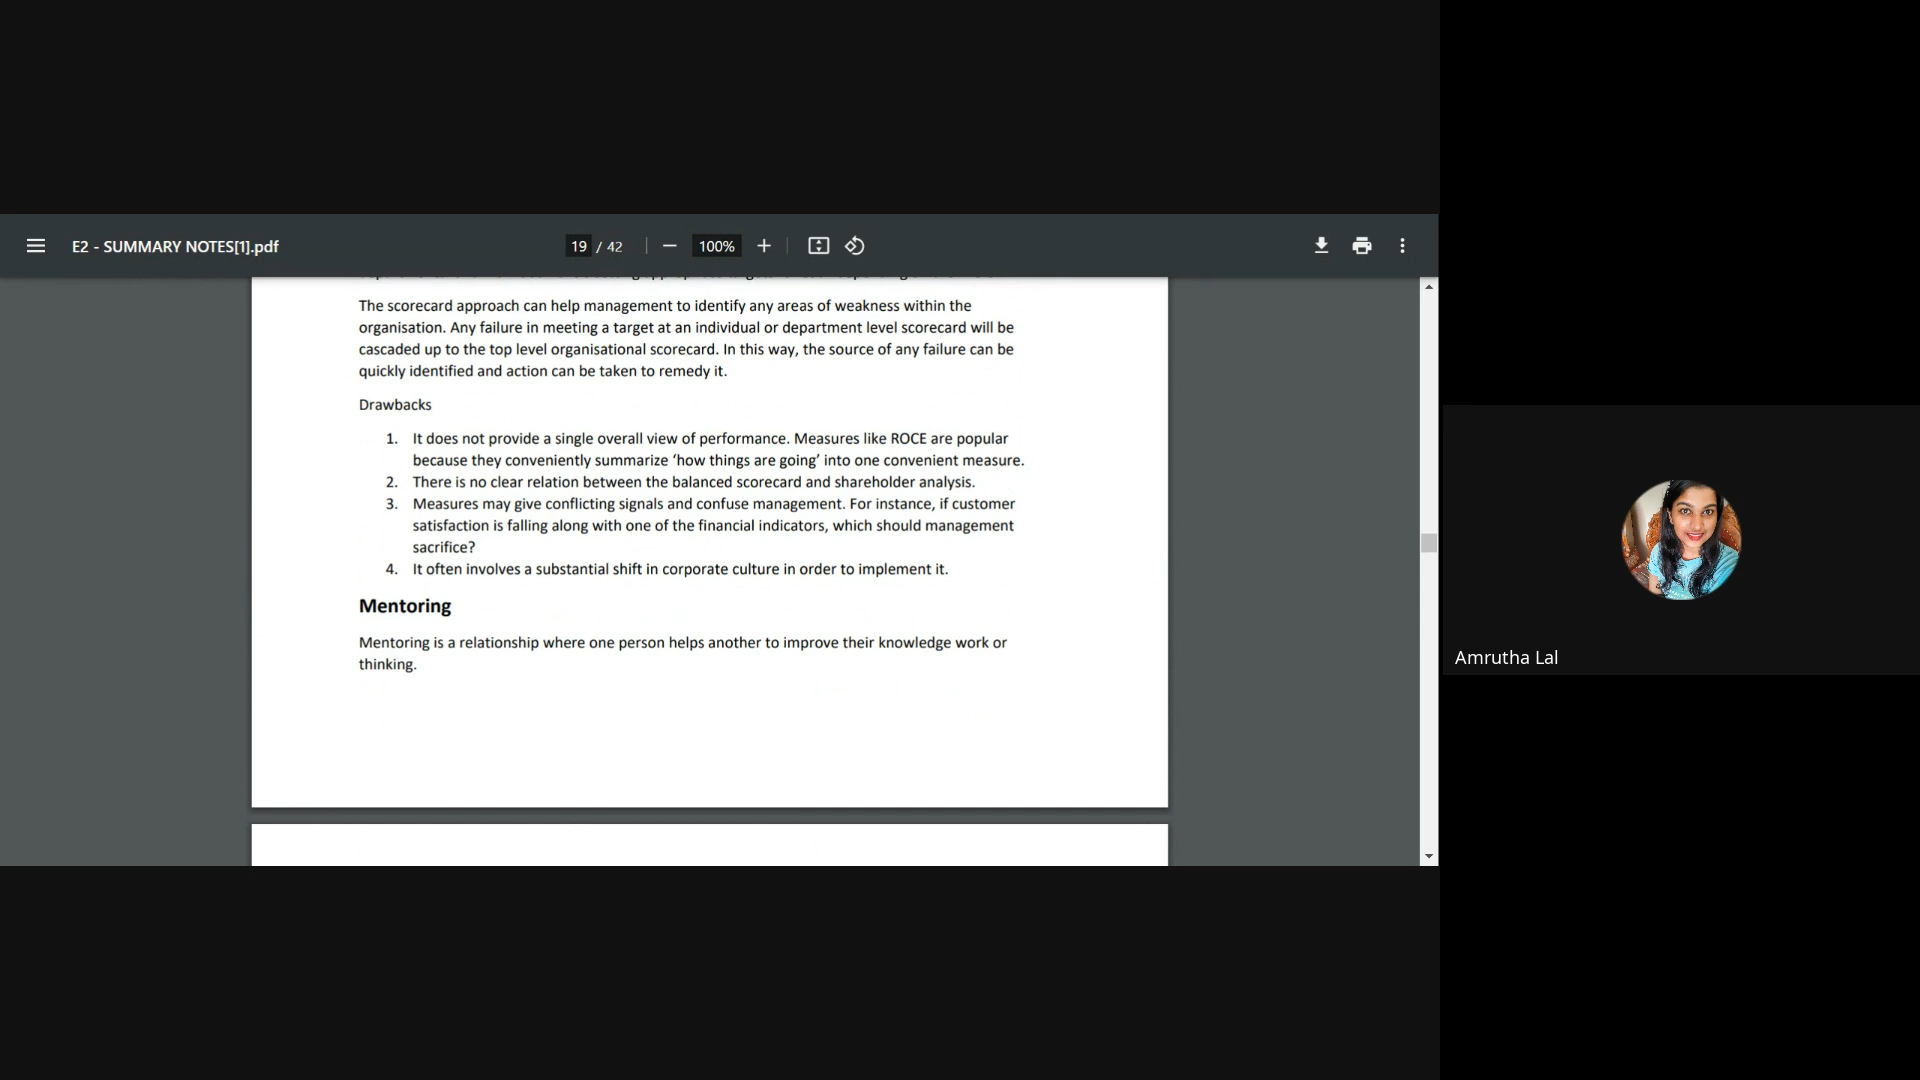 E2 - SUMMARY NOTES[1].pdf
19 / 42
100%
The scorecard approach can help management to identify any areas of weakness within the
organisation. Any failure in meeting a target at an individual or department level scorecard will be
cascaded up to the top level organisational scorecard. In this way, the source of any failure can be
quickly identified and action can be taken to remedy it.
Drawbacks
1. It does not provide a single overall view of performance. Measures like ROCE are popular
because they conveniently summarize ‘how things are going’ into one convenient measure.
2. There is no clear relation between the balanced scorecard and shareholder analysis.
3. Measures may give conflicting signals and confuse management. For instance, if customer
satisfaction is falling along with one of the financial indicators, which should management
sacrifice?
4. It often involves a substantial shift in corporate culture in order to implement it.
Mentoring
Mentoring is a relationship where one person helps another to improve their knowledge work or
thinking.
Amrutha Lal